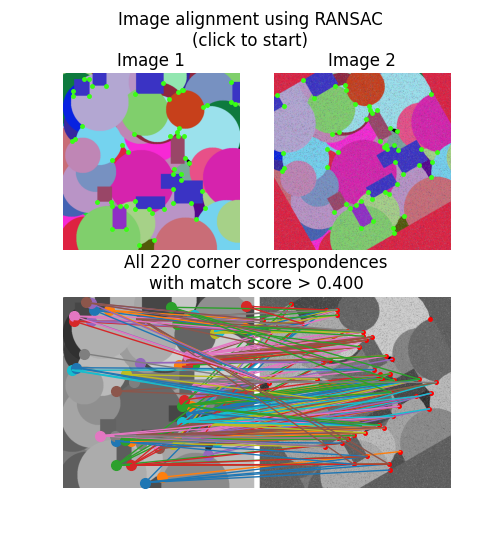 Image alignment using RANSAC
(click to start)
Image 1
Image 2
All 220 corner correspondences
with match score > 0.400